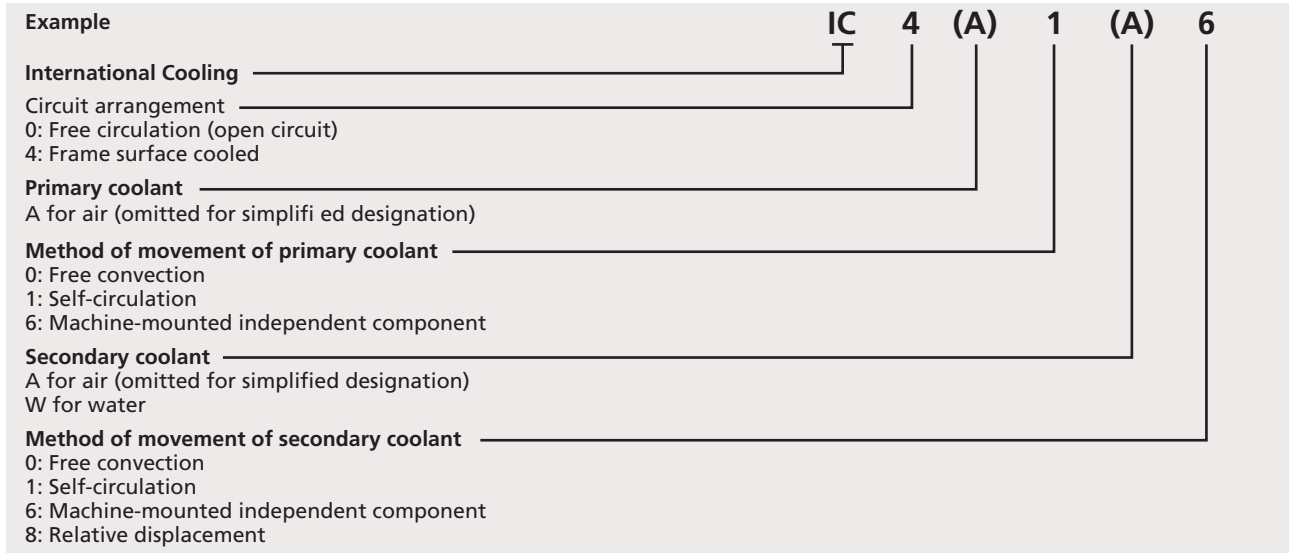 Example IC 4 (A) 1 (A) 6
International Cooling
Circuit arrangement
0: Free circulation (open circuit)
4: Frame surface cooled
Primary coolant
A for air (omitted for simplifi ed designation)
Method of movement of primary coolant
0: Free convection
1: Self-circulation
6: Machine-mounted independent component
Secondary coolant
A for air (omitted for simplified designation)
W for water
Method of movement of secondary coolant
0: Free convection
1: Self-circulation
6: Machine-mounted independent component
8: Relative displacement